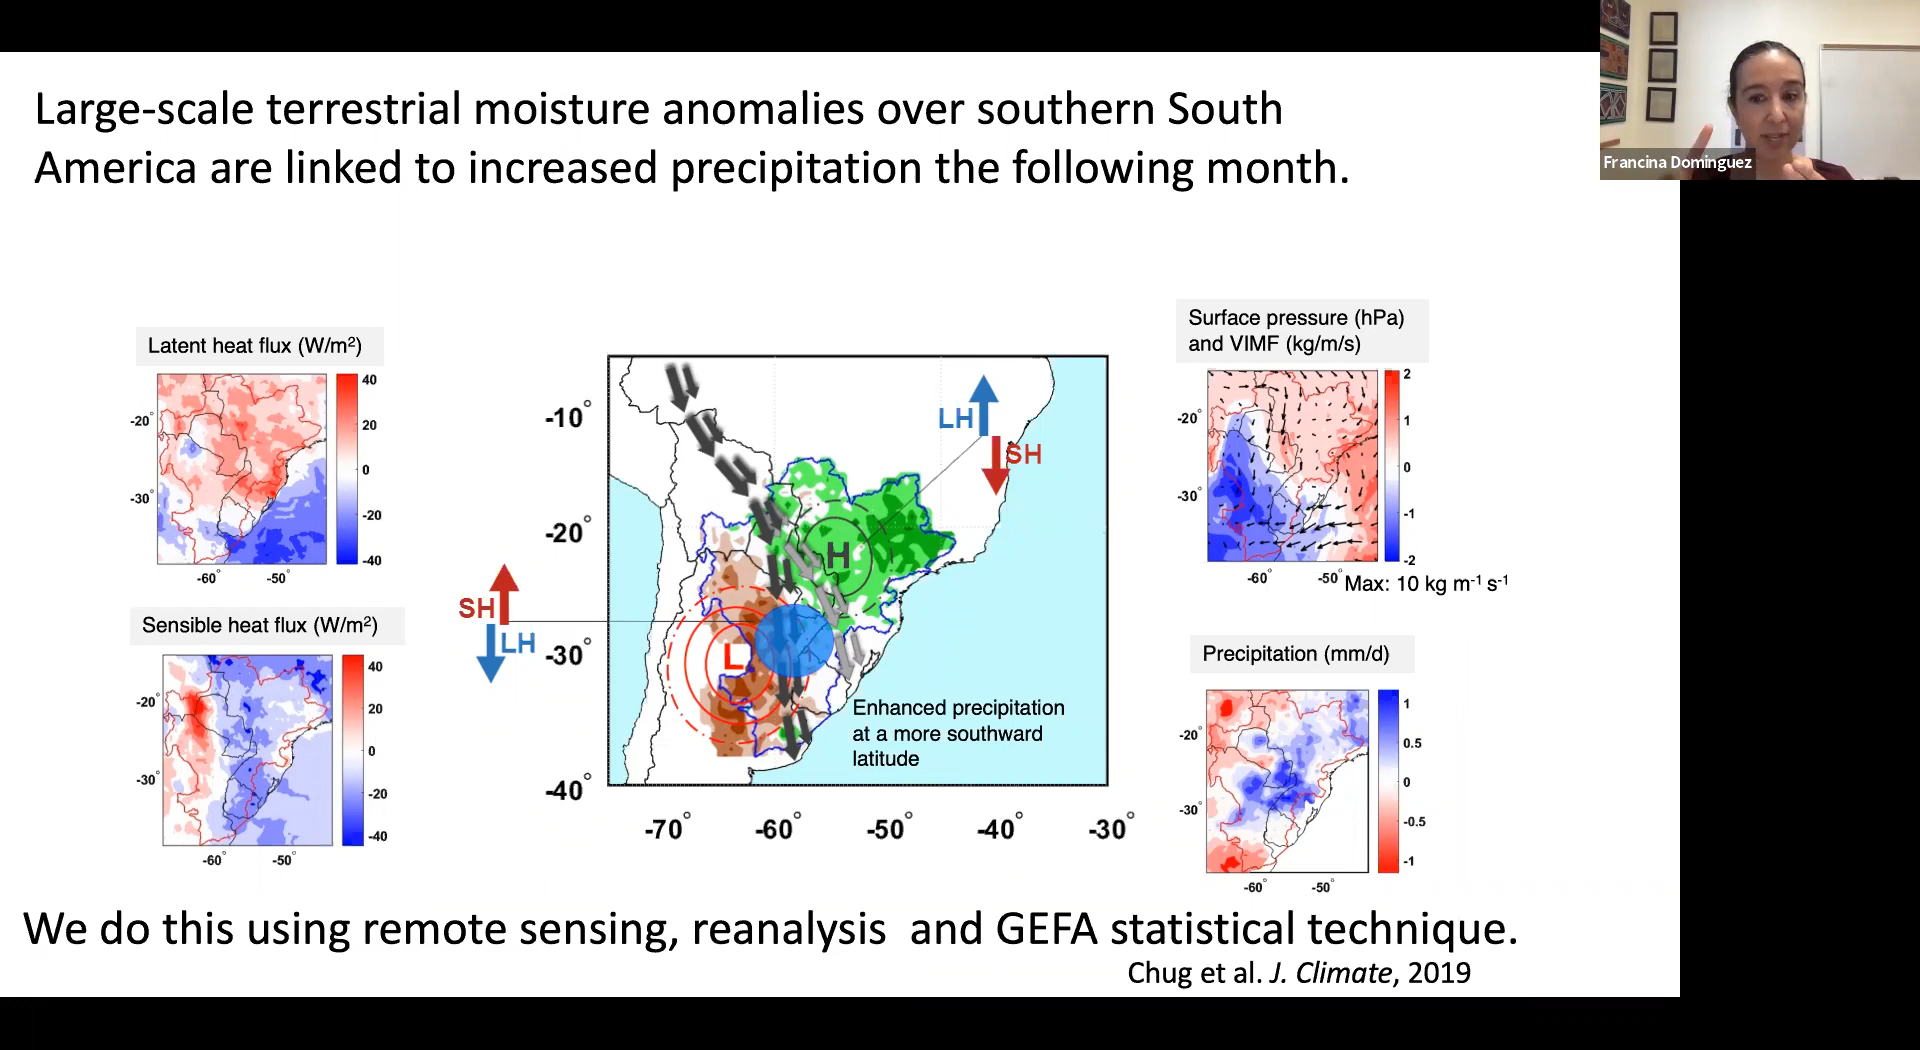 Large-scale terrestrial moisture anomalies over southern South
America are linked to increased precipitation the following month.
Francina Dominguez
Latent heat flux (W/m²)
40
20
0
-20
-40
-20°
-30°
-60°
-50°
Sensible heat flux (W/m²)
40
20
0
-20
-40
-20°
-30°
-60°
-50°
SH
LH
LH
SH
H
L
-10°
-20°
-30°
-40°
-70°
-60°
-50°
-40°
-30°
Enhanced precipitation
at a more southward
latitude
Surface pressure (hPa)
and VIMF (kg/m/s)
2
1
0
-1
-2
-20°
-30°
-60°
-50°
Max: 10 kg m⁻¹ s⁻¹
Precipitation (mm/d)
1
0.5
0
-0.5
-1
-20°
-30°
-60°
-50°
We do this using remote sensing, reanalysis and GEFA statistical technique.
Chug et al. J. Climate, 2019